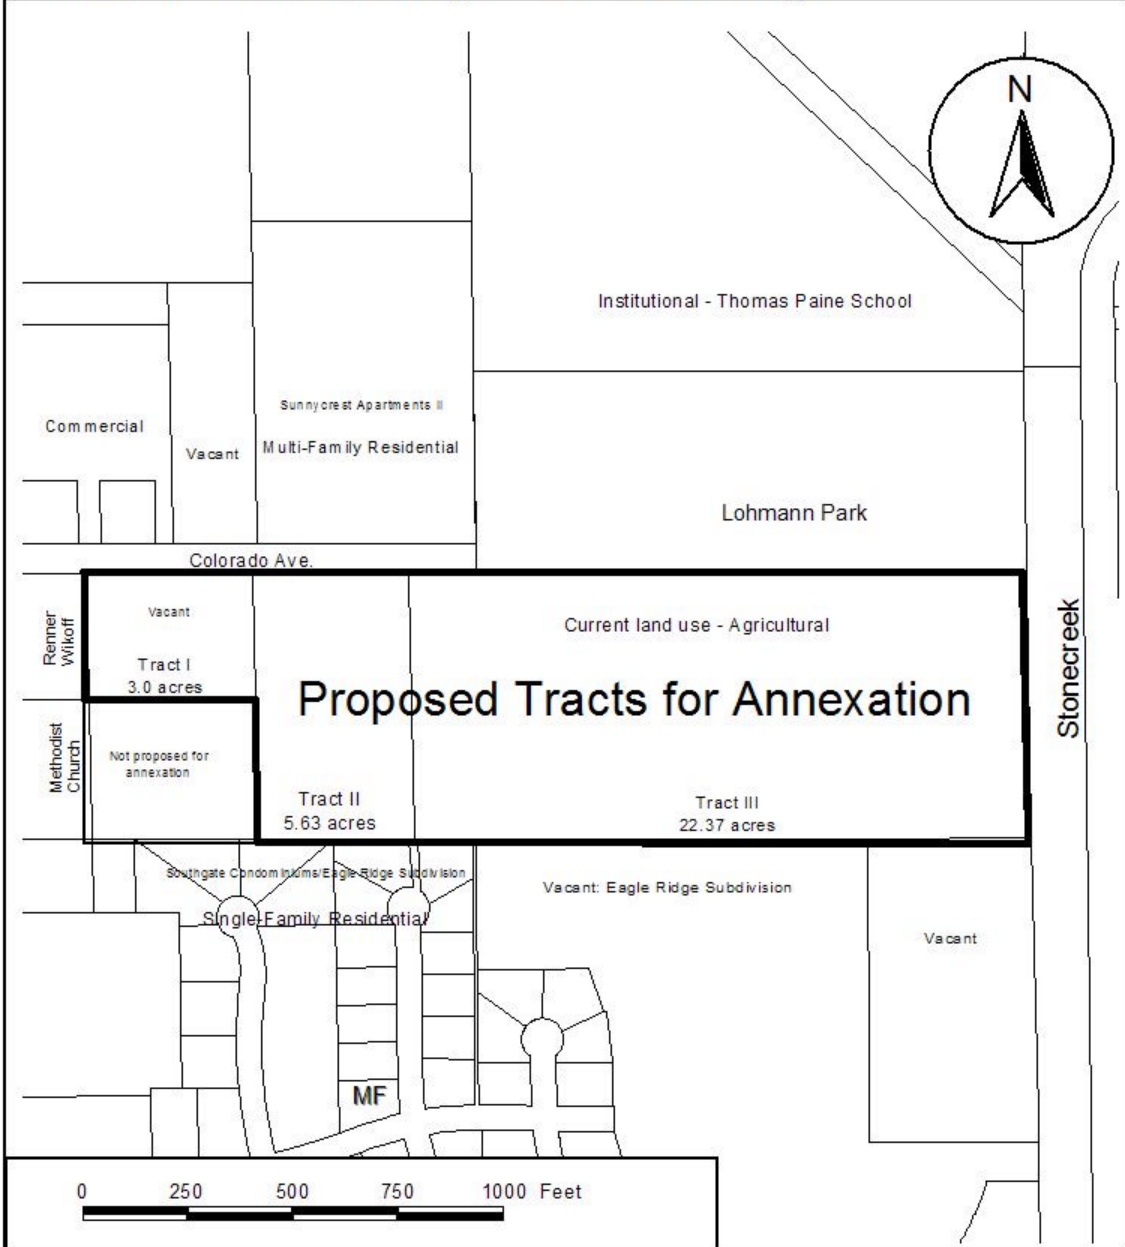 N
Institutional - Thomas Paine School
Sunnycrest Apartments II
Commercial
Multi-Family Residential
Vacant
Lohmann Park
Colorado Ave.
Renner
Wikoff
Vacant
Current land use - Agricultural
Stonecreek
Tract I
3.0 acres
Proposed Tracts for Annexation
Methodist
Church
Not proposed for
annexation
Tract II
5.63 acres
Tract III
22.37 acres
Southgate Condominiums/Eagle Ridge Subdivision
Vacant: Eagle Ridge Subdivision
Single-Family Residential
Vacant
MF
0 250 500 750 1000 Feet